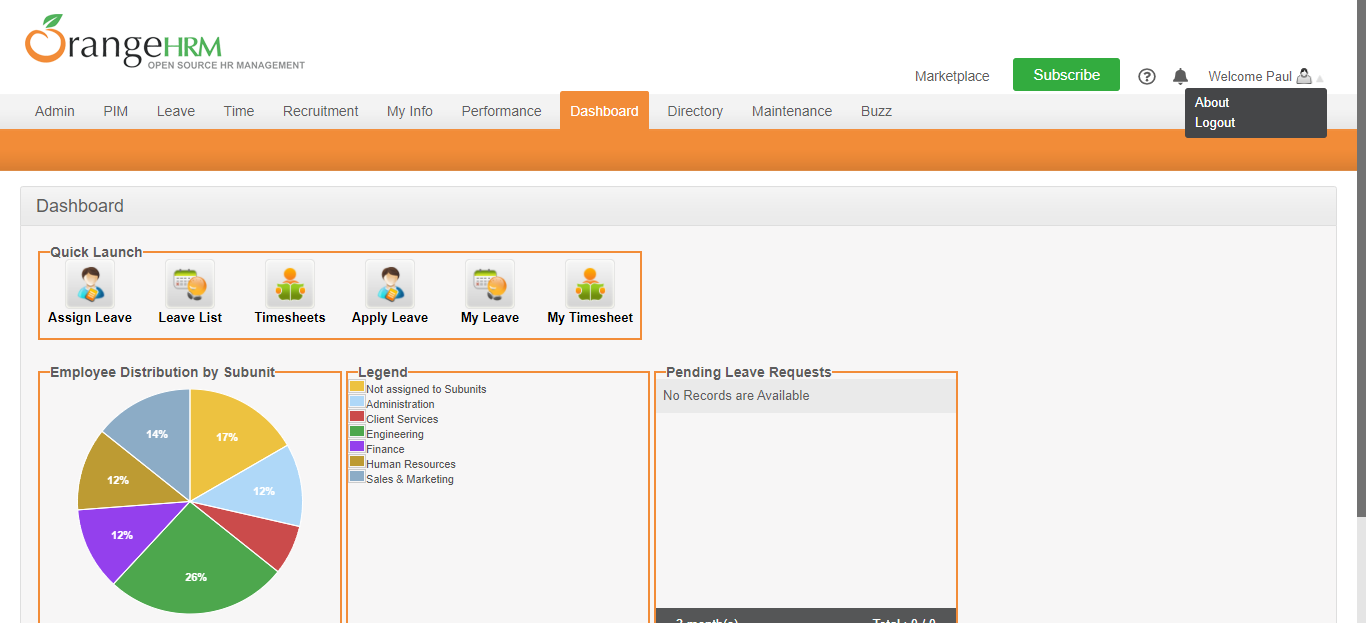 OrangeHRM
OPEN SOURCE HR MANAGEMENT
Marketplace
Subscribe
Welcome Paul
About
Logout
Admin
PIM
Leave
Time
Recruitment
My Info
Performance
Dashboard
Directory
Maintenance
Buzz
Dashboard
Quick Launch
Assign Leave
Leave List
Timesheets
Apply Leave
My Leave
My Timesheet
Employee Distribution by Subunit
17%
12%
26%
12%
12%
14%
Legend
Not assigned to Subunits
Administration
Client Services
Engineering
Finance
Human Resources
Sales & Marketing
Pending Leave Requests
No Records are Available
3 month(s)
Total : 0 / 0